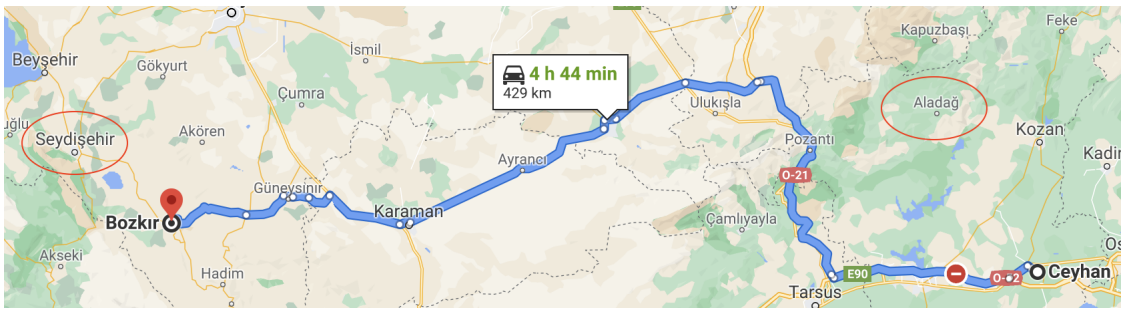 Feke
Kapuzbaşı
İsmil
Beyşehir
Gökyurt
4 h 44 min
429 km
Çumra
Ulukışla
Aladağ
Kozan
uğlu
Seydişehir
Akören
Pozantı
Ayrancı
Kadir
O-21
Güneysınır
Karaman
Çamlıyayla
Bozkır
Akseki
Hadim
E90
Ceyhan
Tarsus